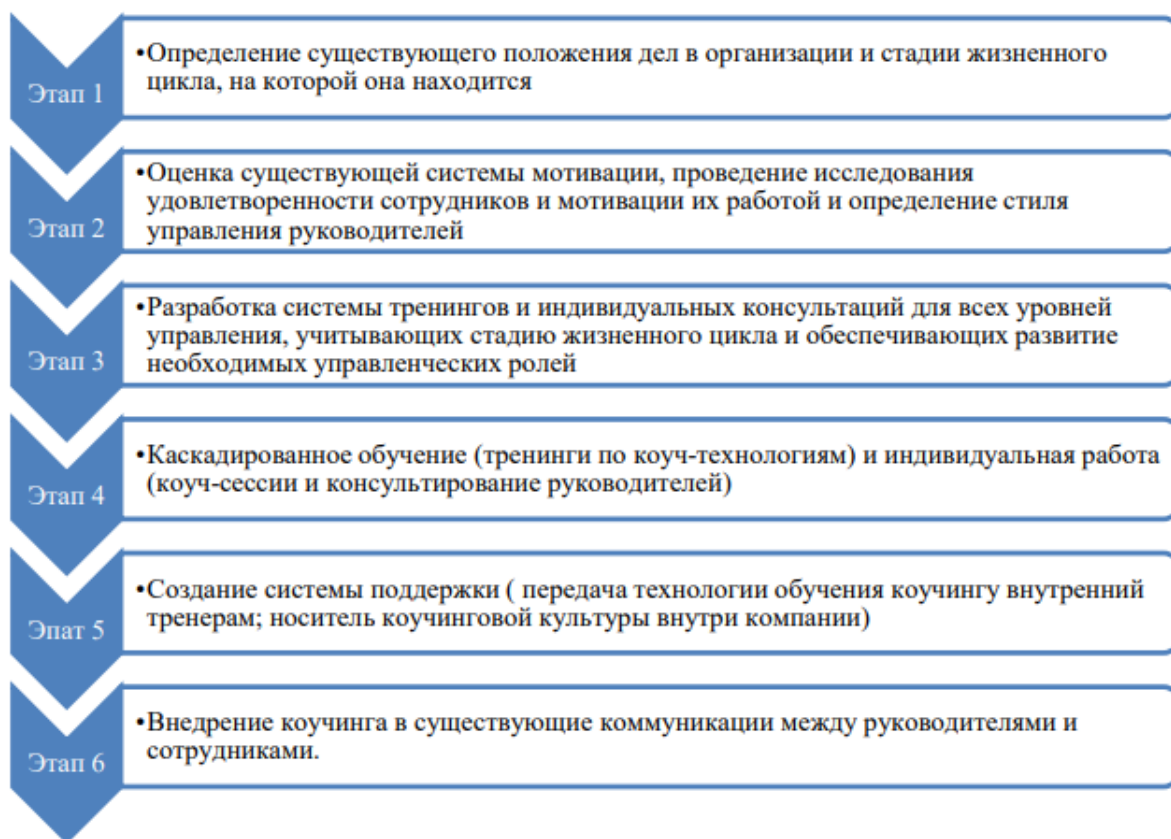 Этап 1
•Определение существующего положения дел в организации и стадии жизненного
цикла, на которой она находится
Этап 2
•Оценка существующей системы мотивации, проведение исследования
удовлетворенности сотрудников и мотивации их работой и определение стиля
управления руководителей
Этап 3
•Разработка системы тренингов и индивидуальных консультаций для всех уровней
управления, учитывающих стадию жизненного цикла и обеспечивающих развитие
необходимых управленческих ролей
Этап 4
•Каскадированное обучение (тренинги по коуч-технологиям) и индивидуальная работа
(коуч-сессии и консультирование руководителей)
Эпат 5
•Создание системы поддержки ( передача технологии обучения коучингу внутренний
тренерам; носитель коучинговой культуры внутри компании)
Этап 6
•Внедрение коучинга в существующие коммуникации между руководителями и
сотрудниками.